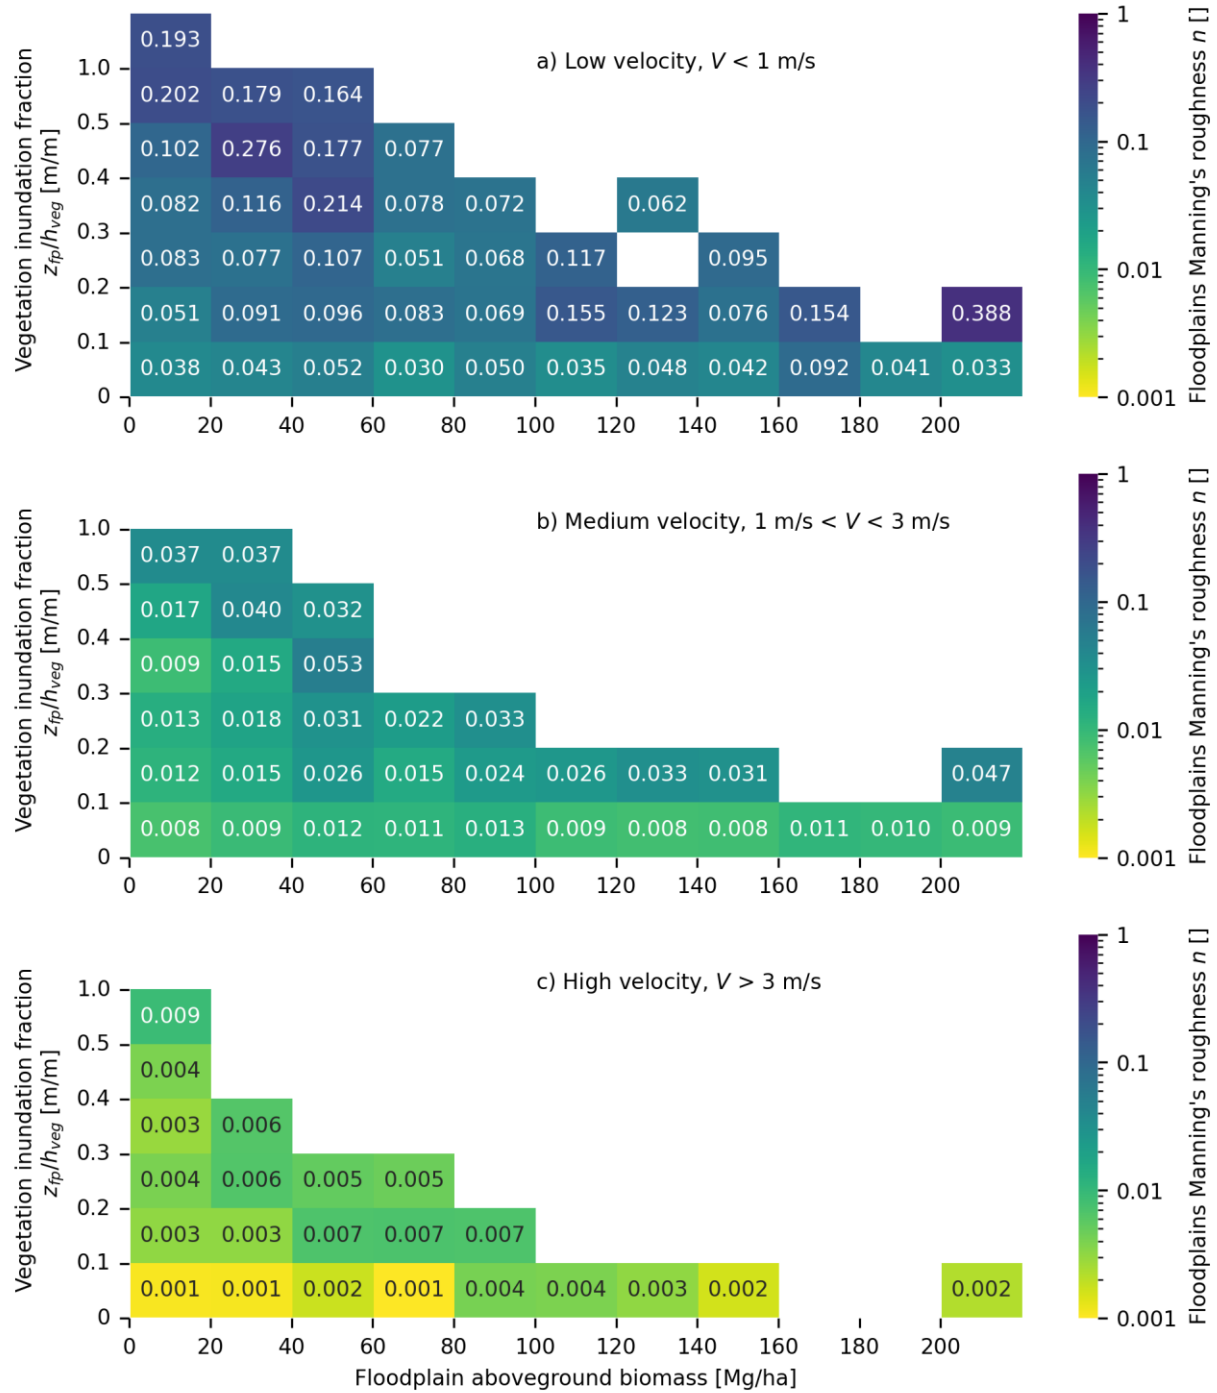 a) Low velocity, V < 1 m/s
Vegetation inundation fraction
z_fp/h_veg [m/m]
0.193
1.0
0.202 0.179 0.164
0.5
0.102 0.276 0.177 0.077
0.4
0.082 0.116 0.214 0.078 0.072 0.062
0.3
0.083 0.077 0.107 0.051 0.068 0.117 0.095
0.2
0.051 0.091 0.096 0.083 0.069 0.155 0.123 0.076 0.154 0.388
0.1
0.038 0.043 0.052 0.030 0.050 0.035 0.048 0.042 0.092 0.041 0.033
0
0 20 40 60 80 100 120 140 160 180 200
1
0.1
0.01
0.001
Floodplains Manning's roughness n []
b) Medium velocity, 1 m/s < V < 3 m/s
Vegetation inundation fraction
z_fp/h_veg [m/m]
1.0
0.037 0.037
0.5
0.017 0.040 0.032
0.4
0.009 0.015 0.053
0.3
0.013 0.018 0.031 0.022 0.033
0.2
0.012 0.015 0.026 0.015 0.024 0.026 0.033 0.031 0.047
0.1
0.008 0.009 0.012 0.011 0.013 0.009 0.008 0.008 0.011 0.010 0.009
0
0 20 40 60 80 100 120 140 160 180 200
1
0.1
0.01
0.001
Floodplains Manning's roughness n []
c) High velocity, V > 3 m/s
Vegetation inundation fraction
z_fp/h_veg [m/m]
1.0
0.009
0.5
0.004
0.4
0.003 0.006
0.3
0.004 0.006 0.005 0.005
0.2
0.003 0.003 0.007 0.007 0.007
0.1
0.001 0.001 0.002 0.001 0.004 0.004 0.003 0.002 0.002
0
0 20 40 60 80 100 120 140 160 180 200
Floodplain aboveground biomass [Mg/ha]
1
0.1
0.01
0.001
Floodplains Manning's roughness n []